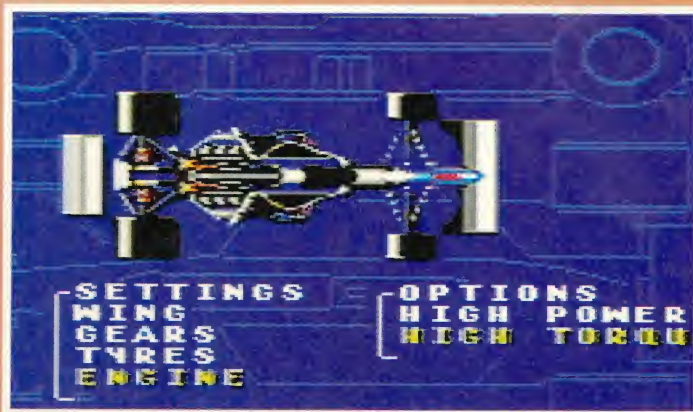 SETTINGS
WING
GEARS
TYRES
ENGINE
OPTIONS
HIGH POWER
HIGH TORQU